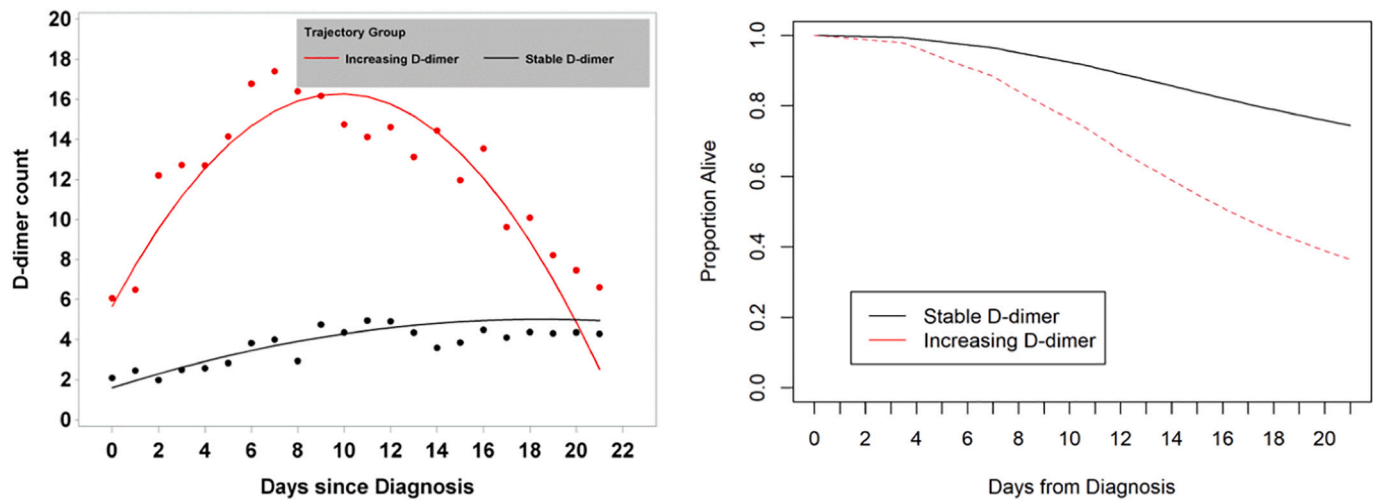 Trajectory Group
Increasing D-dimer Stable D-dimer
20
18
16
14
12
10
8
6
4
2
0
D-dimer count
0 2 4 6 8 10 12 14 16 18 20 22
Days since Diagnosis
1.0
0.8
0.6
0.4
0.2
0.0
Proportion Alive
Stable D-dimer
Increasing D-dimer
0 2 4 6 8 10 12 14 16 18 20
Days from Diagnosis